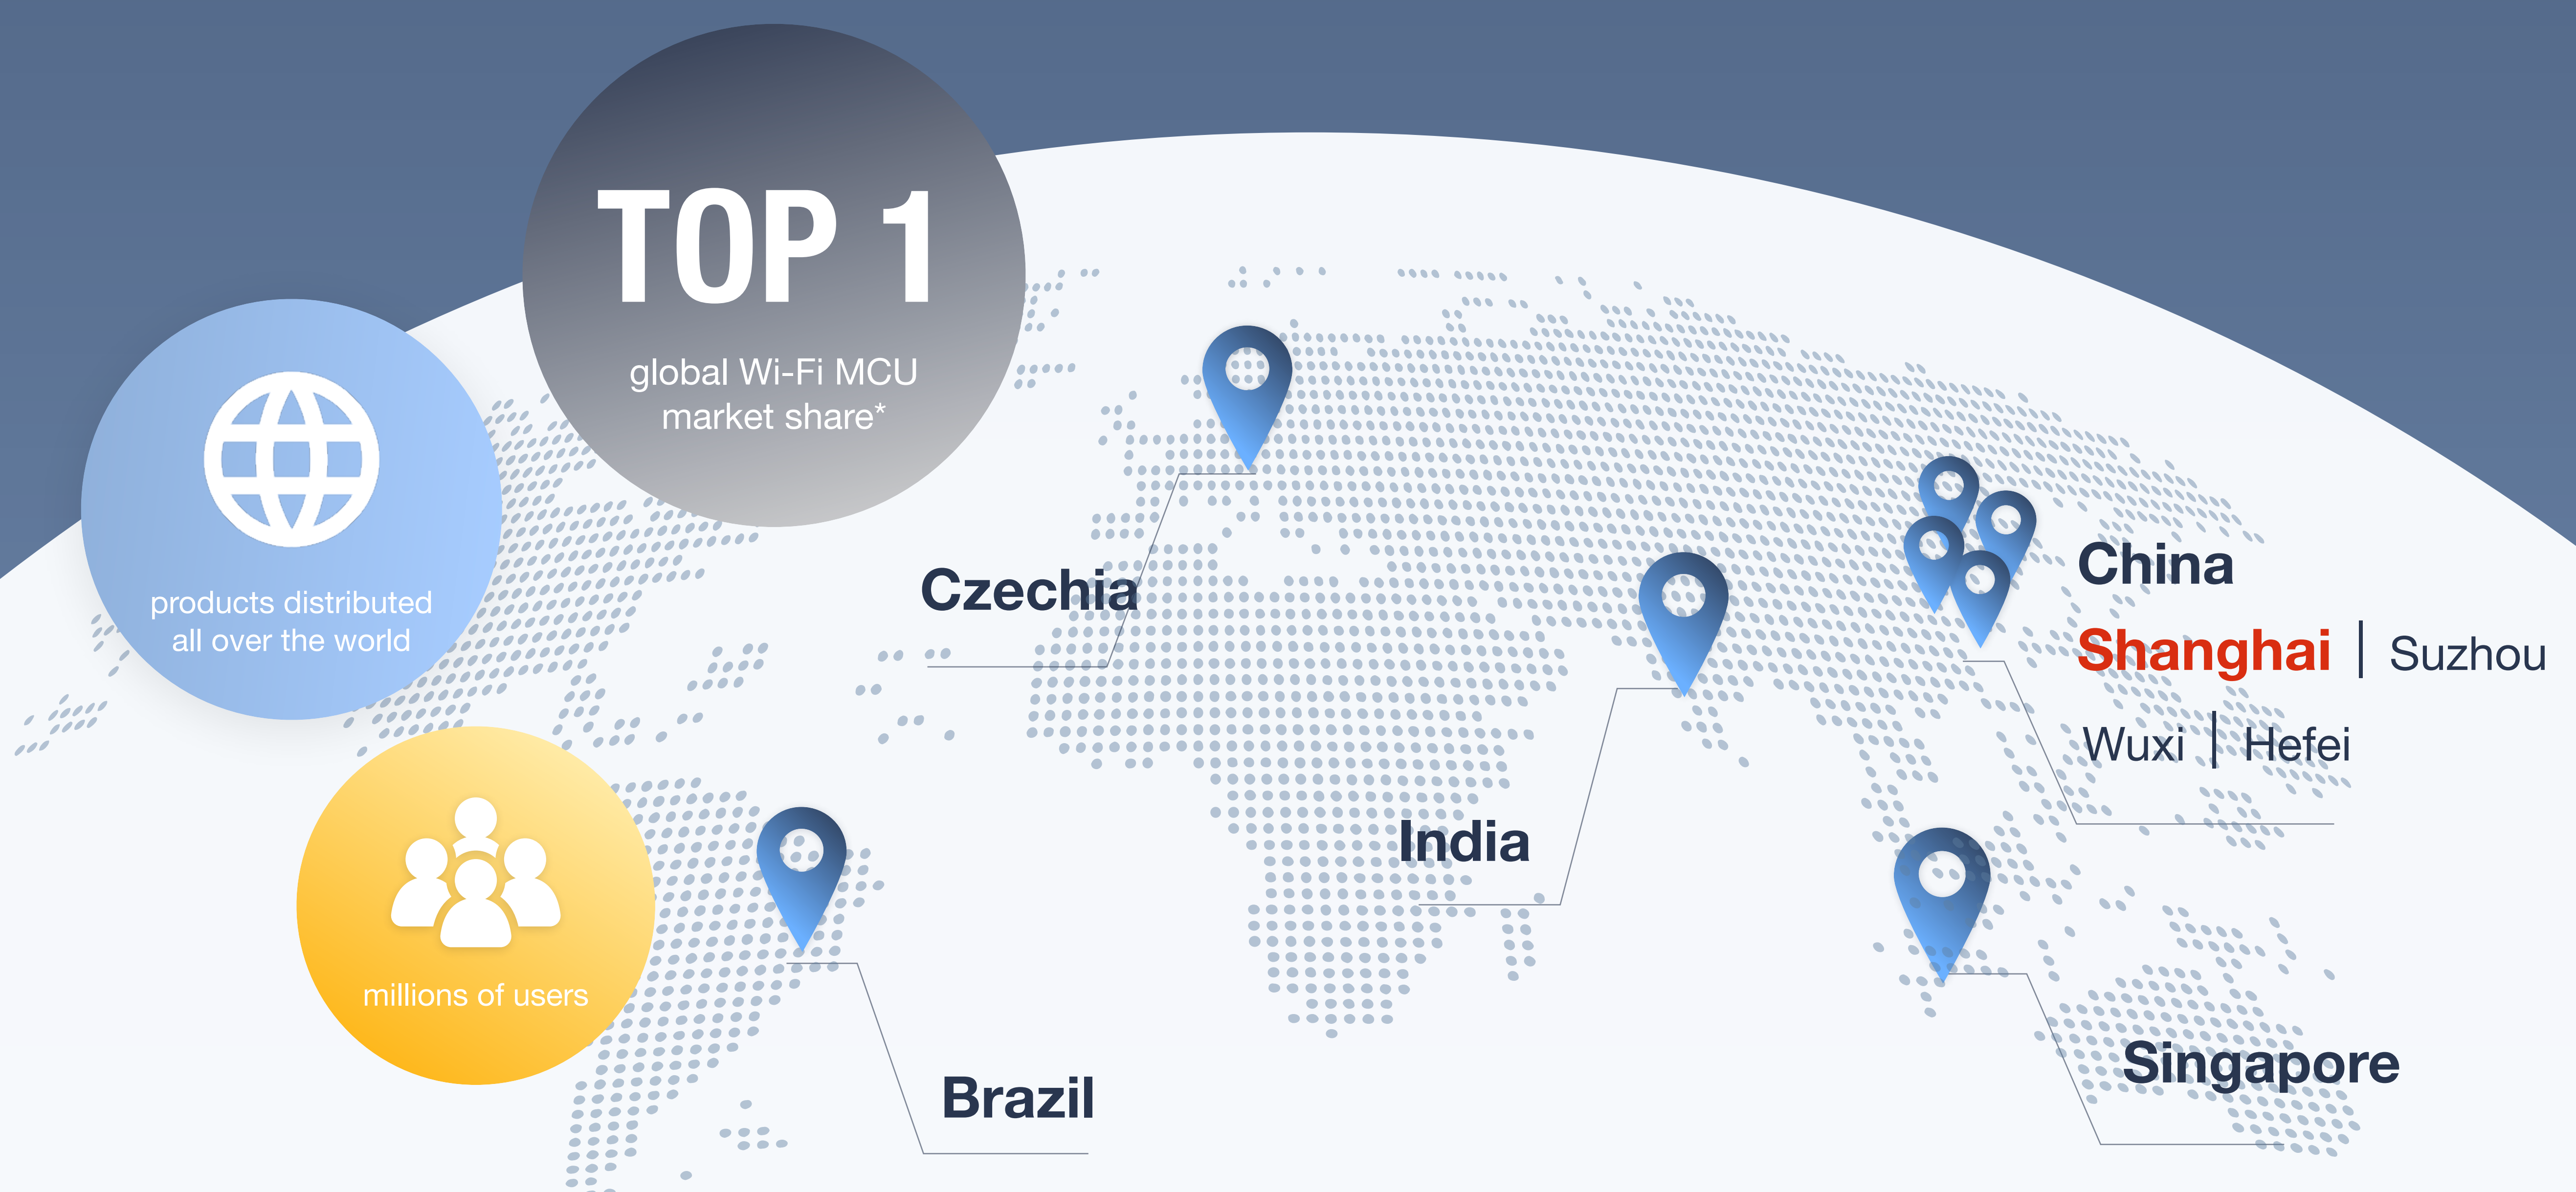 TOP 1
global Wi-Fi MCU
market share*
products distributed
all over the world
millions of users
Czechia
India
Brazil
China
Shanghai | Suzhou
Wuxi | Hefei
Singapore